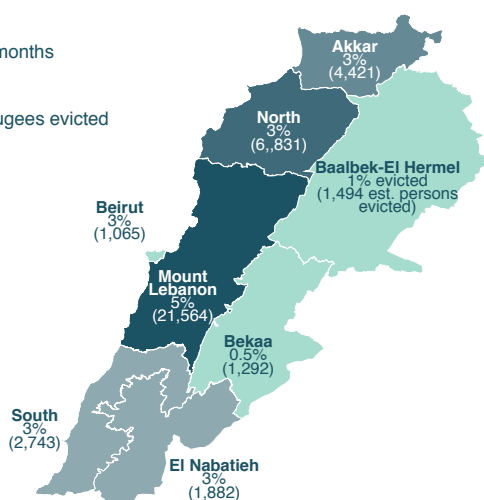 months
ugees evicted
Akkar
3%
(4,421)
North
3%
(6,,831)
Baalbek-El Hermel
1% evicted
(1,494 est. persons
evicted)
Beirut
3%
(1,065)
Mount
Lebanon
5%
(21,564)
Bekaa
0.5%
(1,292)
South
3%
(2,743)
El Nabatieh
3%
(1,882)